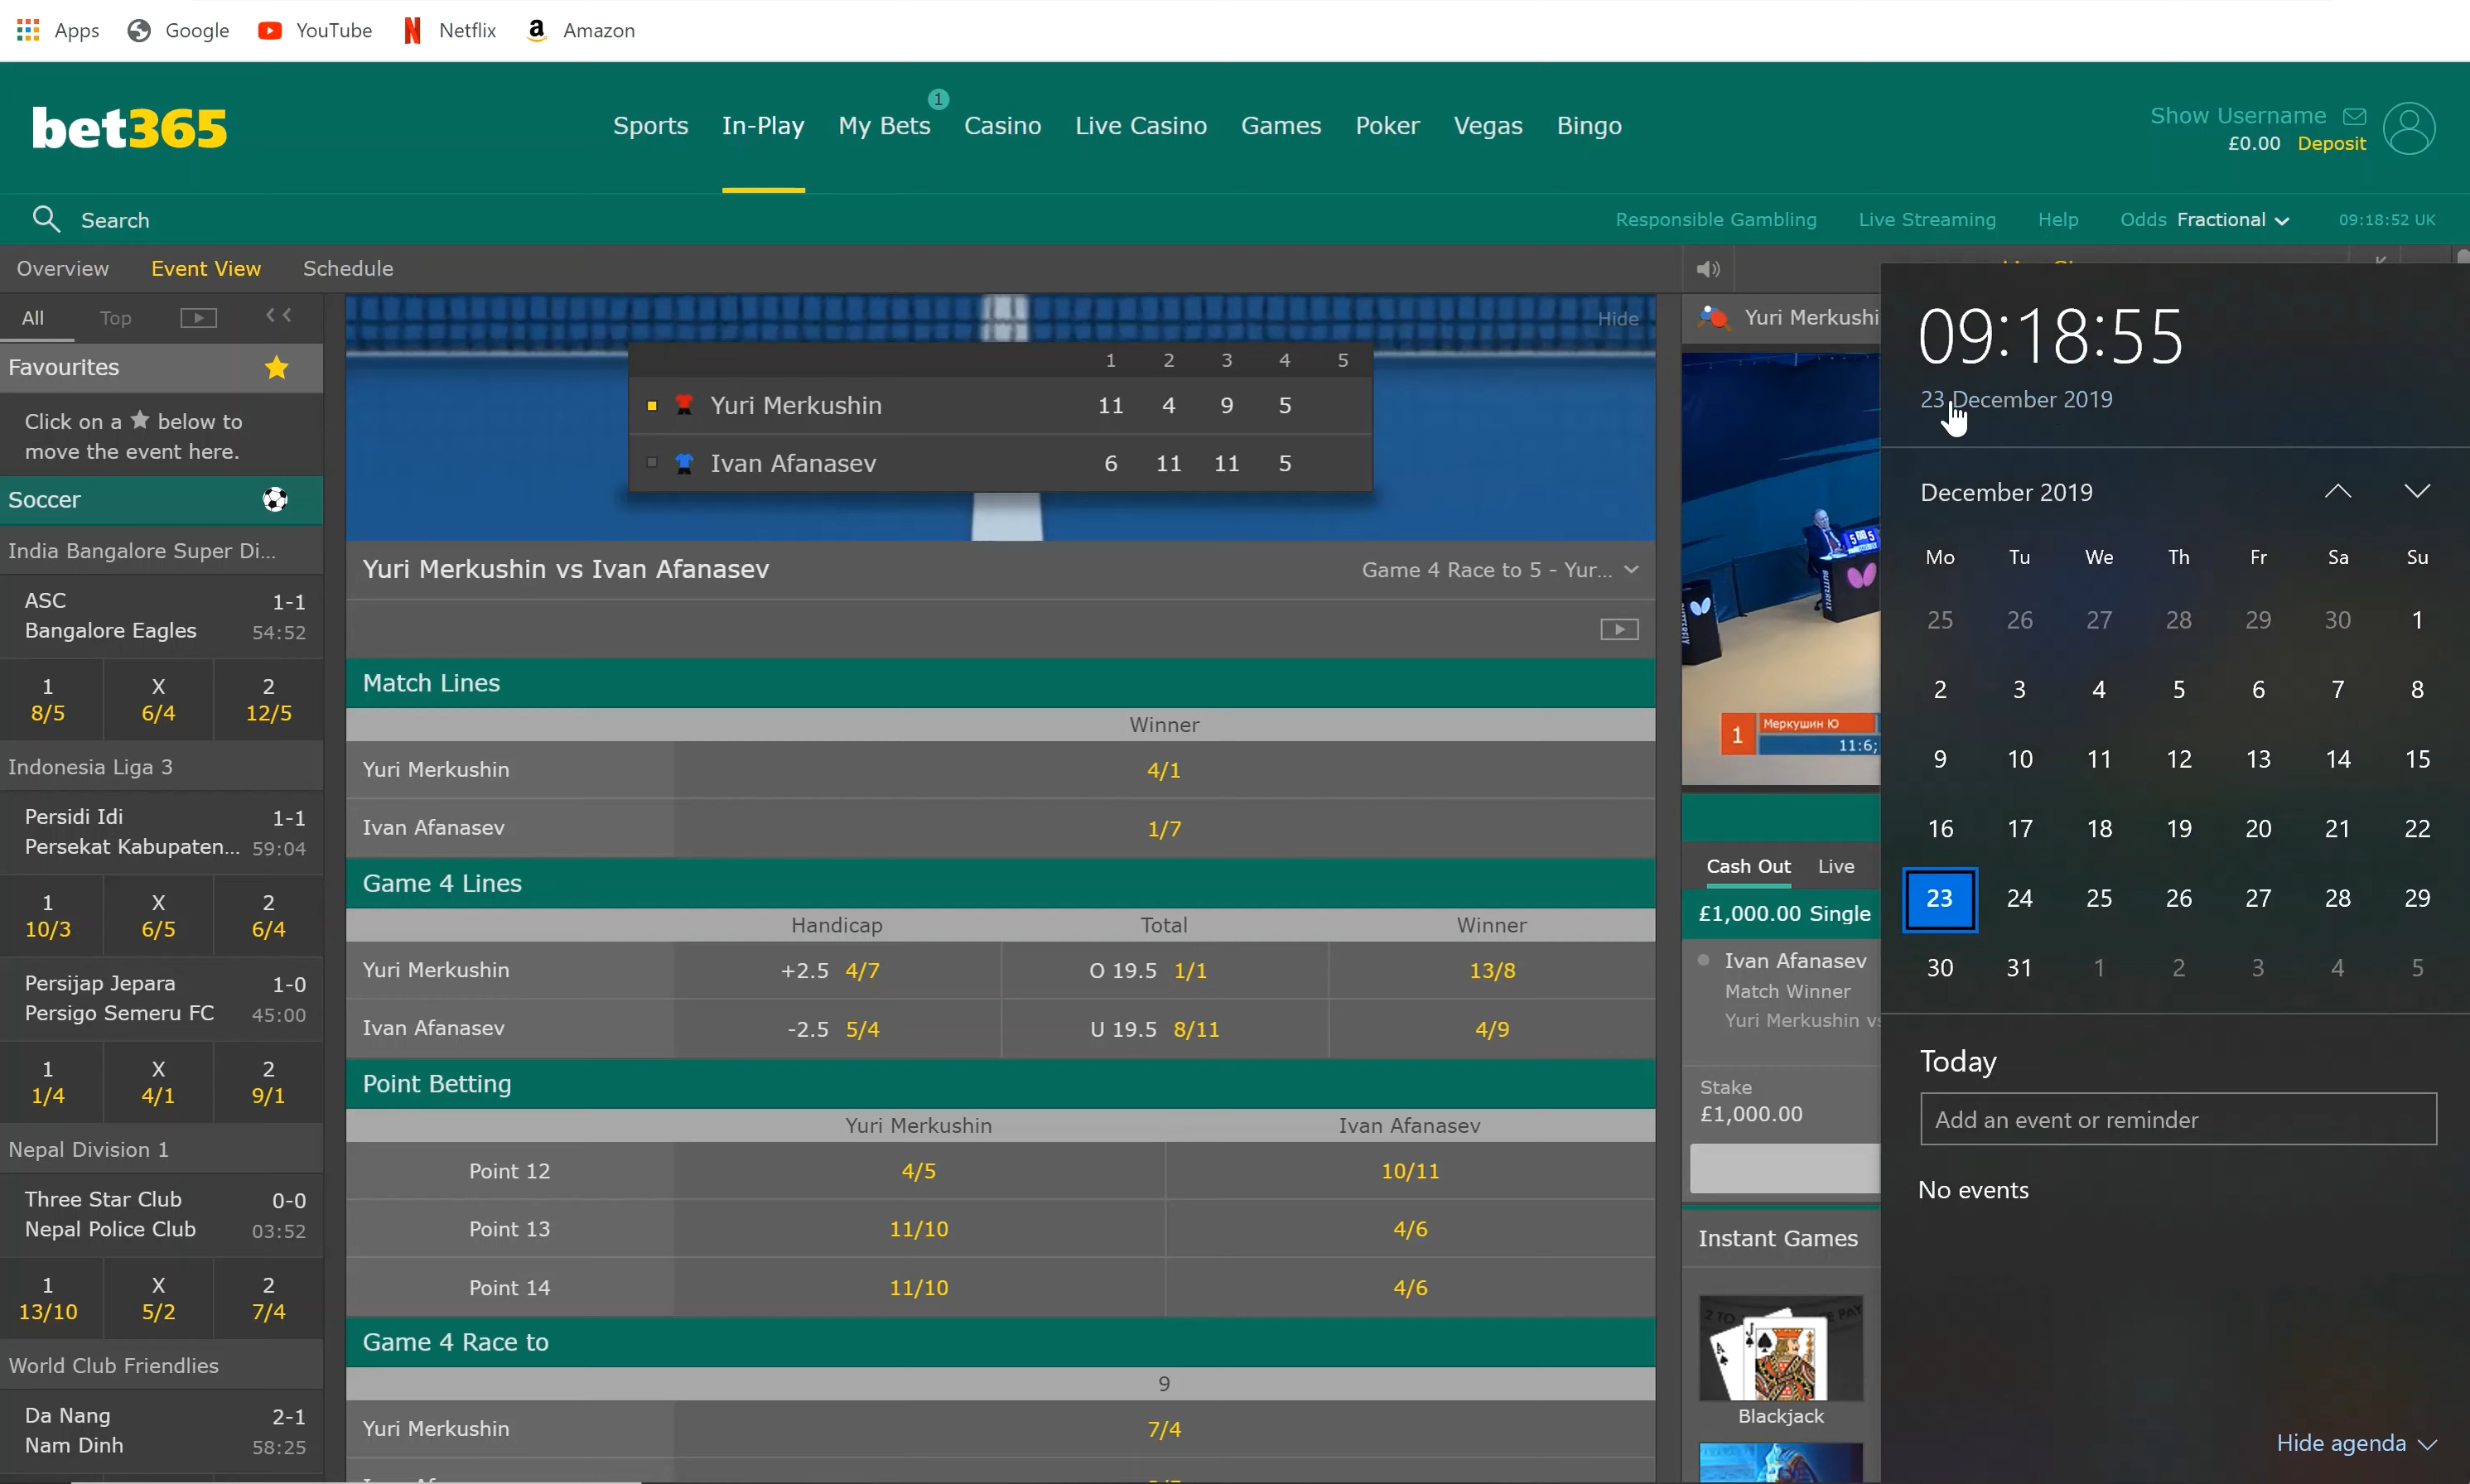 Apps Google YouTube Netflix Amazon
bet365
Sports In-Play My Bets 1 Casino Live Casino Games Poker Vegas Bingo
Show Username
£0.00 Deposit
Search
Responsible Gambling Live Streaming Help Odds Fractional 09:18:52 UK
Overview Event View Schedule
All Top
Favourites
Click on a below to
move the event here.
Soccer
India Bangalore Super Di...
ASC 1-1
Bangalore Eagles 54:52
1 X 2
8/5 6/4 12/5
Indonesia Liga 3
Persidi Idi 1-1
Persekat Kabupaten... 59:04
1 X 2
10/3 6/5 6/4
Persijap Jepara 1-0
Persigo Semeru FC 45:00
1 X 2
1/4 4/1 9/1
Nepal Division 1
Three Star Club 0-0
Nepal Police Club 03:52
1 X 2
13/10 5/2 7/4
World Club Friendlies
Da Nang 2-1
Nam Dinh 58:25
Hide
1 2 3 4 5
Yuri Merkushin 11 4 9 5
Ivan Afanasev 6 11 11 5
Yuri Merkushin vs Ivan Afanasev Game 4 Race to 5 - Yur...
Match Lines
Winner
Yuri Merkushin 4/1
Ivan Afanasev 1/7
Game 4 Lines
Handicap Total Winner
Yuri Merkushin +2.5 4/7 O 19.5 1/1 13/8
Ivan Afanasev -2.5 5/4 U 19.5 8/11 4/9
Point Betting
Yuri Merkushin Ivan Afanasev
Point 12 4/5 10/11
Point 13 11/10 4/6
Point 14 11/10 4/6
Game 4 Race to
9
Yuri Merkushin 7/4
Yuri Merkushi
5 5
BUTTERFLY
1 Меркушин Ю
11:6;
Cash Out Live
£1,000.00 Single
Ivan Afanasev
Match Winner
Yuri Merkushin vs
Stake
£1,000.00
Instant Games
Blackjack
09:18:55
23 December 2019
December 2019
Mo Tu We Th Fr Sa Su
25 26 27 28 29 30 1
2 3 4 5 6 7 8
9 10 11 12 13 14 15
16 17 18 19 20 21 22
23 24 25 26 27 28 29
30 31 1 2 3 4 5
Today
Add an event or reminder
No events
Hide agenda